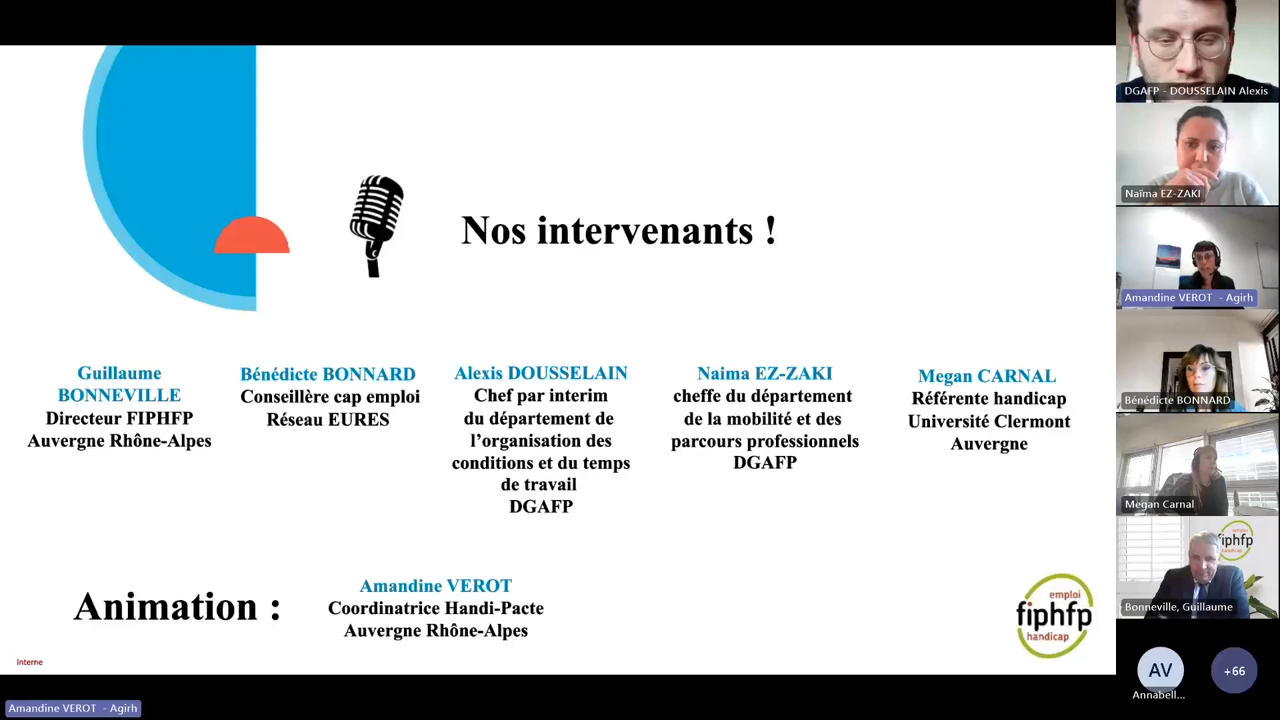 Nos intervenants !
Guillaume
BONNEVILLE
Directeur FIPHFP
Auvergne Rhône-Alpes
Bénédicte BONNARD
Conseillère cap emploi
Réseau EURES
Alexis DOUSSELAIN
Chef par interim
du département de
l’organisation des
conditions et du temps
de travail
DGAFP
Naima EZ-ZAKI
cheffe du département
de la mobilité et des
parcours professionnels
DGAFP
Megan CARNAL
Référente handicap
Université Clermont
Auvergne
Animation :
Amandine VEROT
Coordinatrice Handi-Pacte
Auvergne Rhône-Alpes
emploi
fiphfp
handicap
Interne
Amandine VEROT - Agirh
DGAFP - DOUSSELAIN Alexis
Naïma EZ-ZAKI
Amandine VEROT - Agirh
Bénédicte BONNARD
Megan Carnal
emploi
fiphfp
handicap
Bonneville, Guillaume
AV
Annabell...
+66